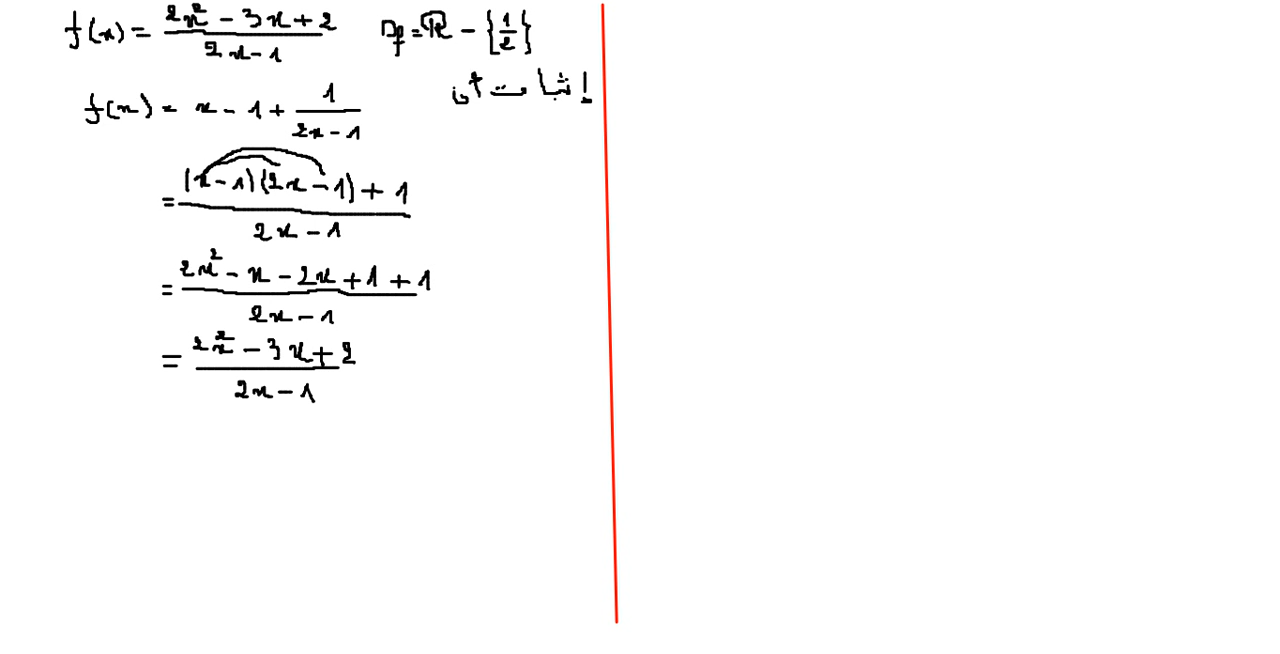 f(x) = (2x² - 3x + 2)/(2x - 1) Df = ℝ - {1/2}
إثبات أن
f(x) = x - 1 + 1/(2x - 1)
= ((x - 1)(2x - 1) + 1)/(2x - 1)
= (2x² - x - 2x + 1 + 1)/(2x - 1)
= (2x² - 3x + 2)/(2x - 1)